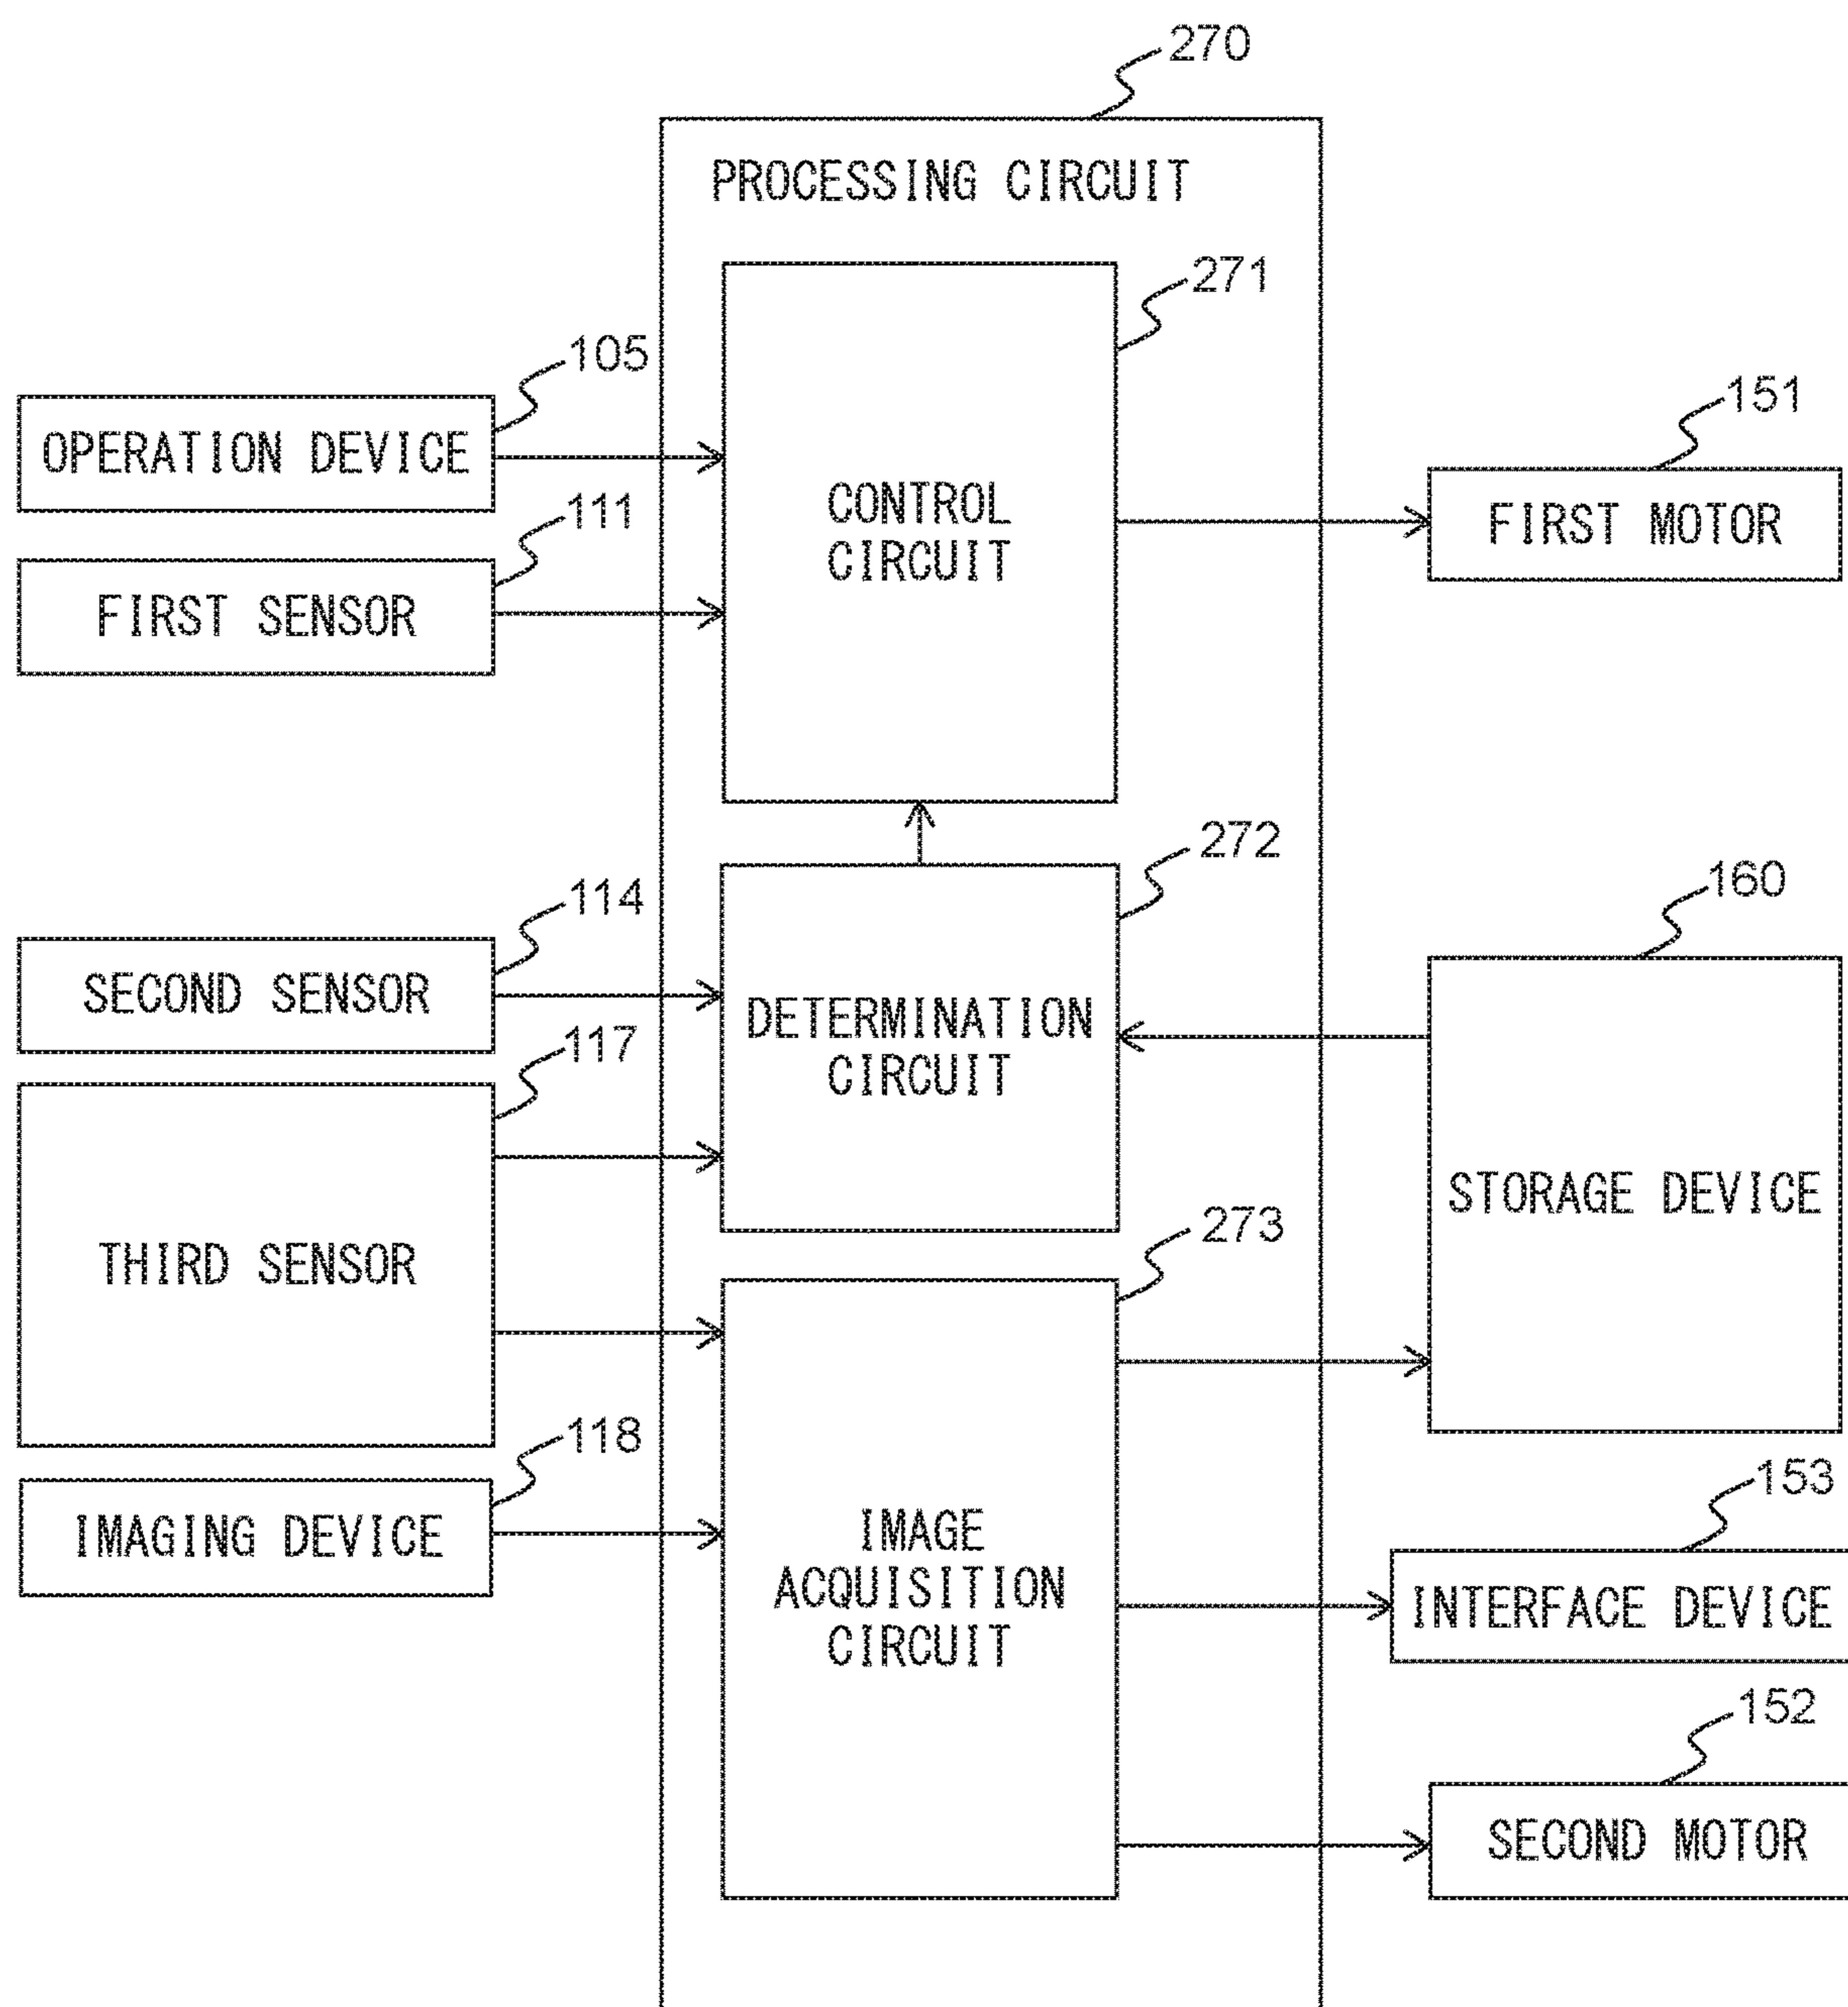 270
PROCESSING CIRCUIT
271
105
OPERATION DEVICE
CONTROL
CIRCUIT
151
FIRST MOTOR
111
FIRST SENSOR
272
114
SECOND SENSOR
160
DETERMINATION
CIRCUIT
117
THIRD SENSOR
STORAGE DEVICE
273
118
IMAGING DEVICE
IMAGE
ACQUISITION
CIRCUIT
153
INTERFACE DEVICE
152
SECOND MOTOR